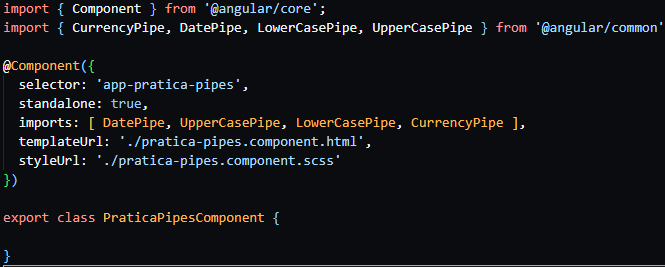 import { Component } from '@angular/core';
import { CurrencyPipe, DatePipe, LowerCasePipe, UpperCasePipe } from '@angular/common'
@Component({
  selector: 'app-pratica-pipes',
  standalone: true,
  imports: [ DatePipe, UpperCasePipe, LowerCasePipe, CurrencyPipe ],
  templateUrl: './pratica-pipes.component.html',
  styleUrl: './pratica-pipes.component.scss'
})
export class PraticaPipesComponent {
}